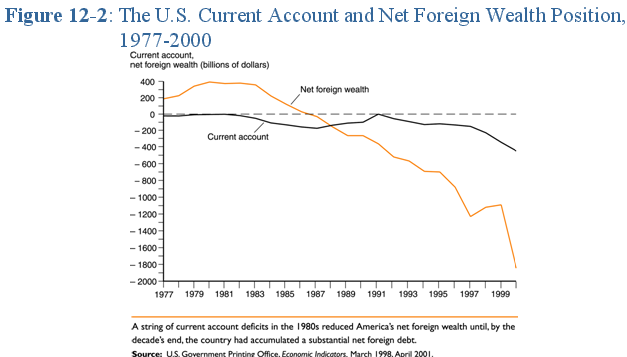 Figure 12-2: The U.S. Current Account and Net Foreign Wealth Position,
1977-2000
Current account,
net foreign wealth (billions of dollars)
400
200
0
– 200
– 400
– 600
– 800
– 1000
– 1200
– 1400
– 1600
– 1800
– 2000
Net foreign wealth
Current account
1977 1979 1981 1983 1985 1987 1989 1991 1993 1995 1997 1999
A string of current account deficits in the 1980s reduced America's net foreign wealth until, by the
decade's end, the country had accumulated a substantial net foreign debt.
Source: U.S. Government Printing Office, Economic Indicators, March 1998, April 2001.